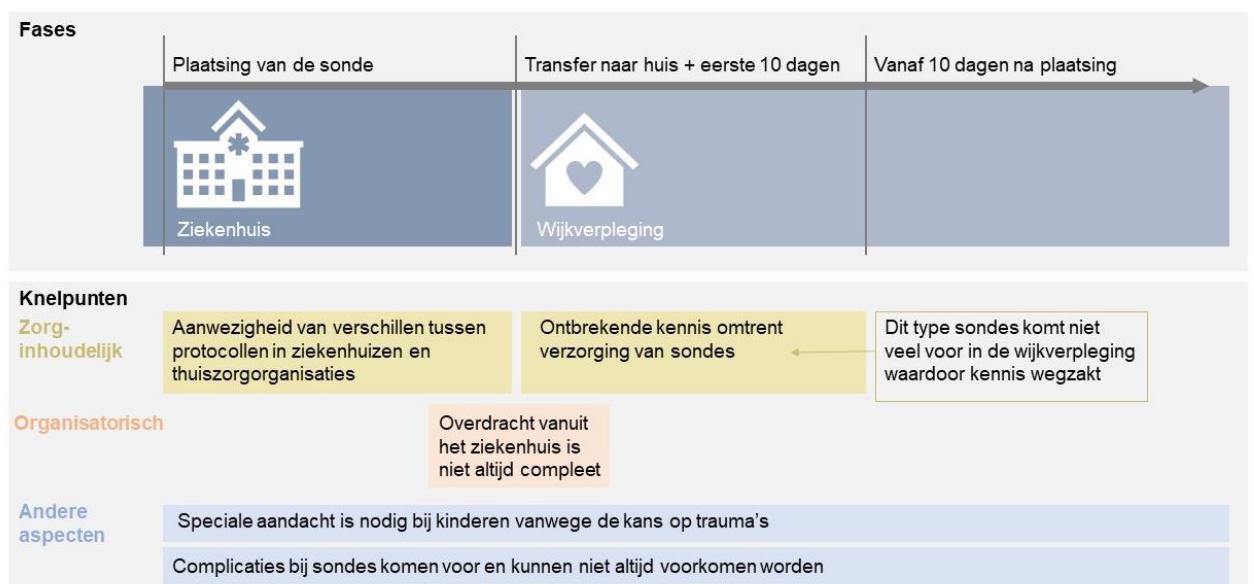 Fases
Plaatsing van de sonde
Transfer naar huis + eerste 10 dagen
Vanaf 10 dagen na plaatsing
Ziekenhuis
Wijkverpleging
Knelpunten
Zorg-
inhoudelijk
Aanwezigheid van verschillen tussen
protocollen in ziekenhuizen en
thuiszorgorganisaties
Ontbrekende kennis omtrent
verzorging van sondes
Dit type sondes komt niet
veel voor in de wijkverpleging
waardoor kennis wegzakt
Organisatorisch
Overdracht vanuit
het ziekenhuis is
niet altijd compleet
Andere
aspecten
Speciale aandacht is nodig bij kinderen vanwege de kans op trauma’s
Complicaties bij sondes komen voor en kunnen niet altijd voorkomen worden